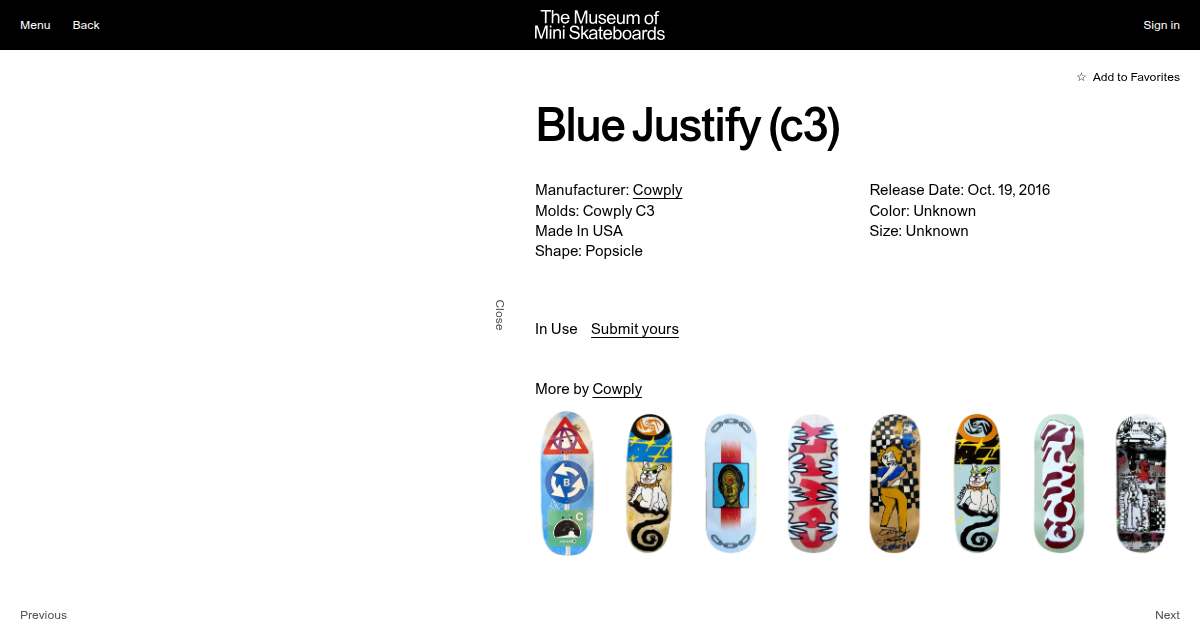 Menu
Back
The Museum of
Mini Skateboards
Sign in
☆ Add to Favorites
Blue Justify (c3)
Manufacturer: Cowply
Molds: Cowply C3
Made In USA
Shape: Popsicle
Release Date: Oct. 19, 2016
Color: Unknown
Size: Unknown
Close
In Use
Submit yours
More by Cowply
B
C
COWPLY
COWPLY
Previous
Next